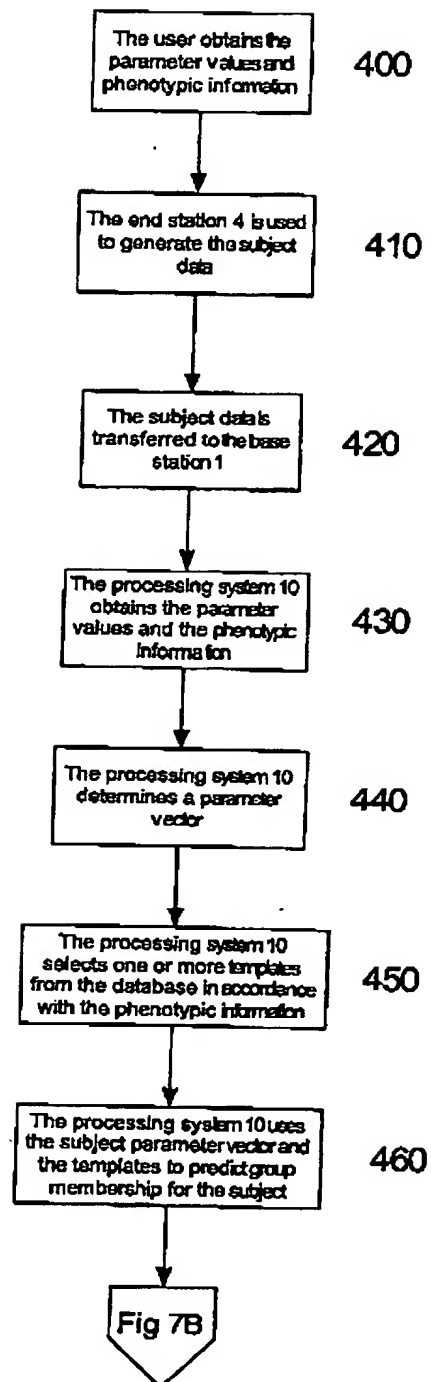 The user obtains the
parameter values and
phenotypic information
400
The end station 4 is used
to generate the subject
data
410
The subject data is
transferred to the base
station 1
420
The processing system 10
obtains the parameter
values and the phenotypic
information
430
The processing system 10
determines a parameter
vector
440
The processing system 10
selects one or more templates
from the database in accordance
with the phenotypic information
450
The processing system 10 uses
the subject parameter vector and
the templates to predict group
membership for the subject
460
Fig 7B